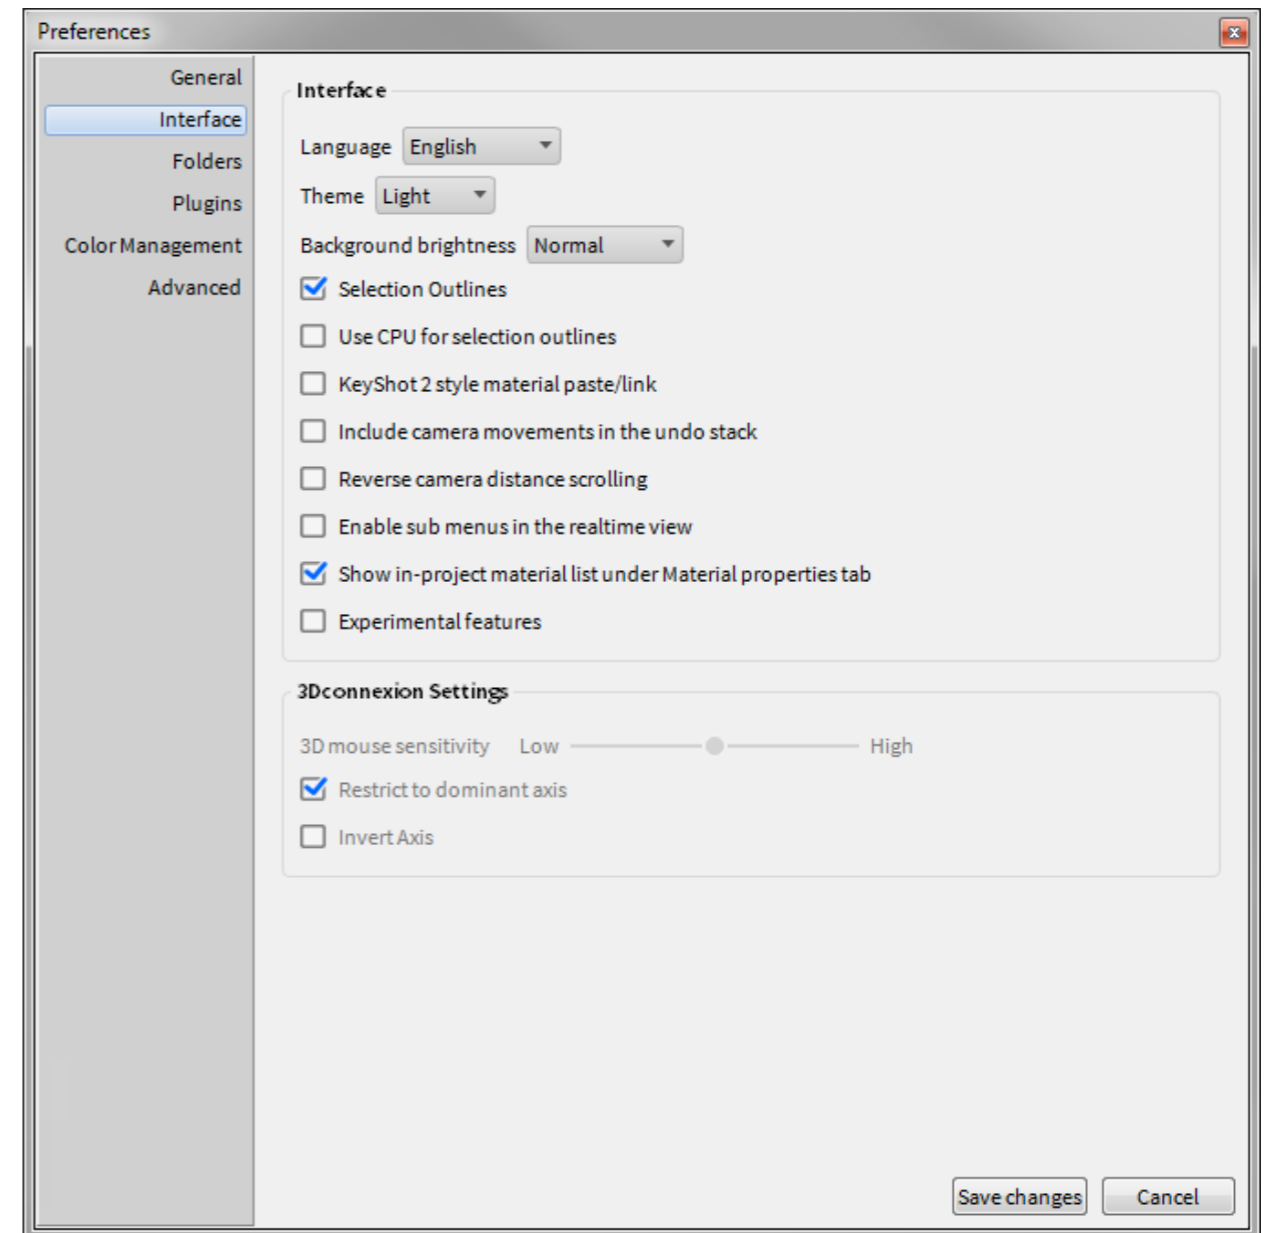 Preferences
General
Interface
Folders
Plugins
Color Management
Advanced
Interface
Language English
Theme Light
Background brightness Normal
Selection Outlines
Use CPU for selection outlines
KeyShot 2 style material paste/link
Include camera movements in the undo stack
Reverse camera distance scrolling
Enable sub menus in the realtime view
Show in-project material list under Material properties tab
Experimental features
3Dconnexion Settings
3D mouse sensitivity Low High
Restrict to dominant axis
Invert Axis
Save changes Cancel